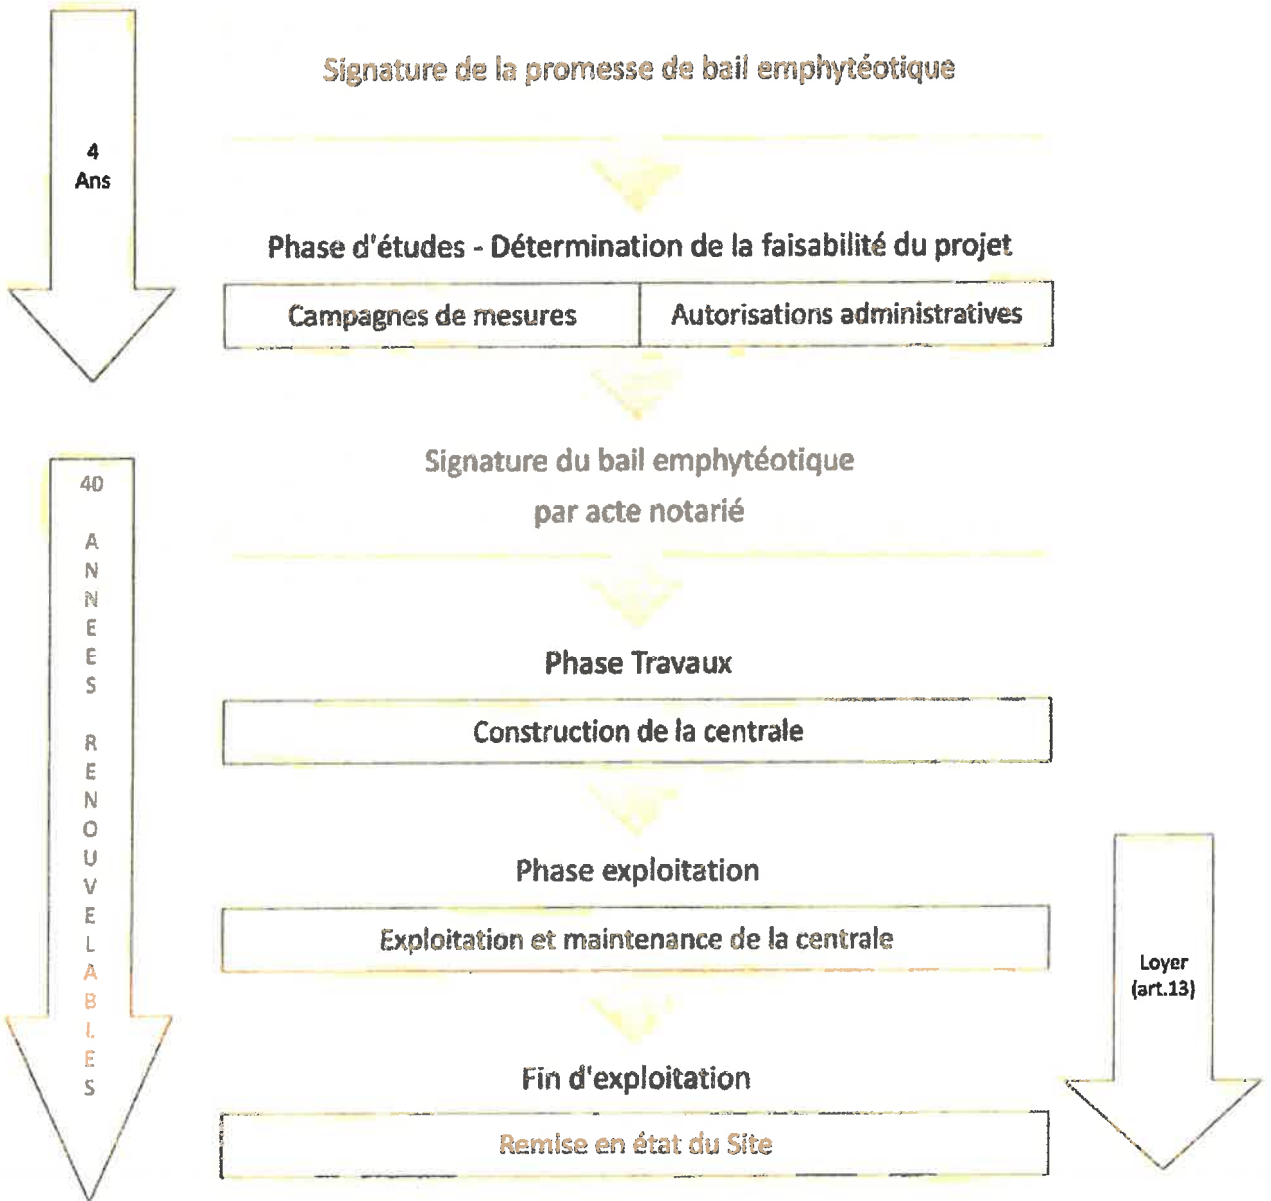 Signature de la promesse de bail emphytéotique
4
Ans
Phase d'études - Détermination de la faisabilité du projet
Campagnes de mesures
Autorisations administratives
Signature du bail emphytéotique
par acte notarié
40
A
N
N
E
E
S
R
E
N
O
U
V
E
L
A
B
L
E
S
Phase Travaux
Construction de la centrale
Phase exploitation
Exploitation et maintenance de la centrale
Loyer
(art.13)
Fin d'exploitation
Remise en état du Site